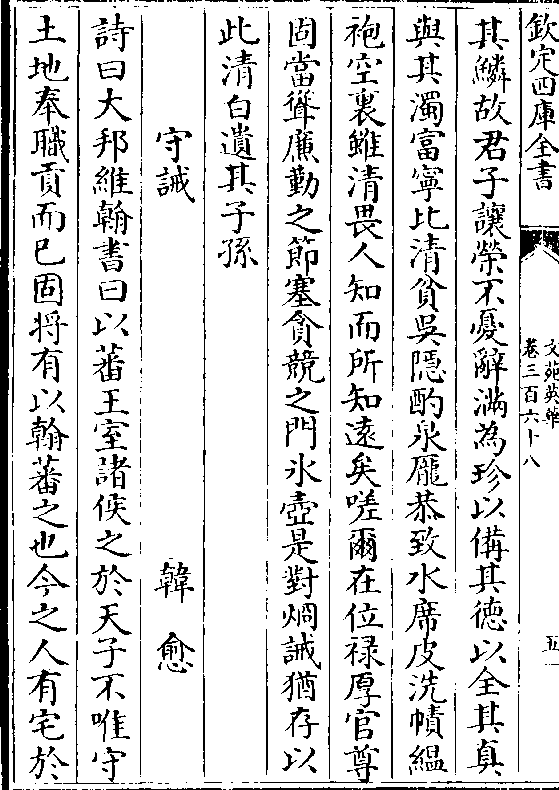 欽定四庫全書
文苑英華
卷三百六十八
五
其鱗故君子讓榮不憂辭滿為珍以備其德以全其真
與其濁富寧比清貧吳隱酌泉龎恭致水席皮洗幘緼
袍空裏雖清畏人知而所知遠矣嗟爾在位禄厚官尊
固當聳廉勤之節塞貪競之門氷壺是對烱誡猶存以
此清白遺其子孫
守誡 韓愈
詩曰大邦維翰書曰以蕃王室諸侯之於天子不唯守
土地奉職貢而已固将有以翰蕃之也今之人有宅於